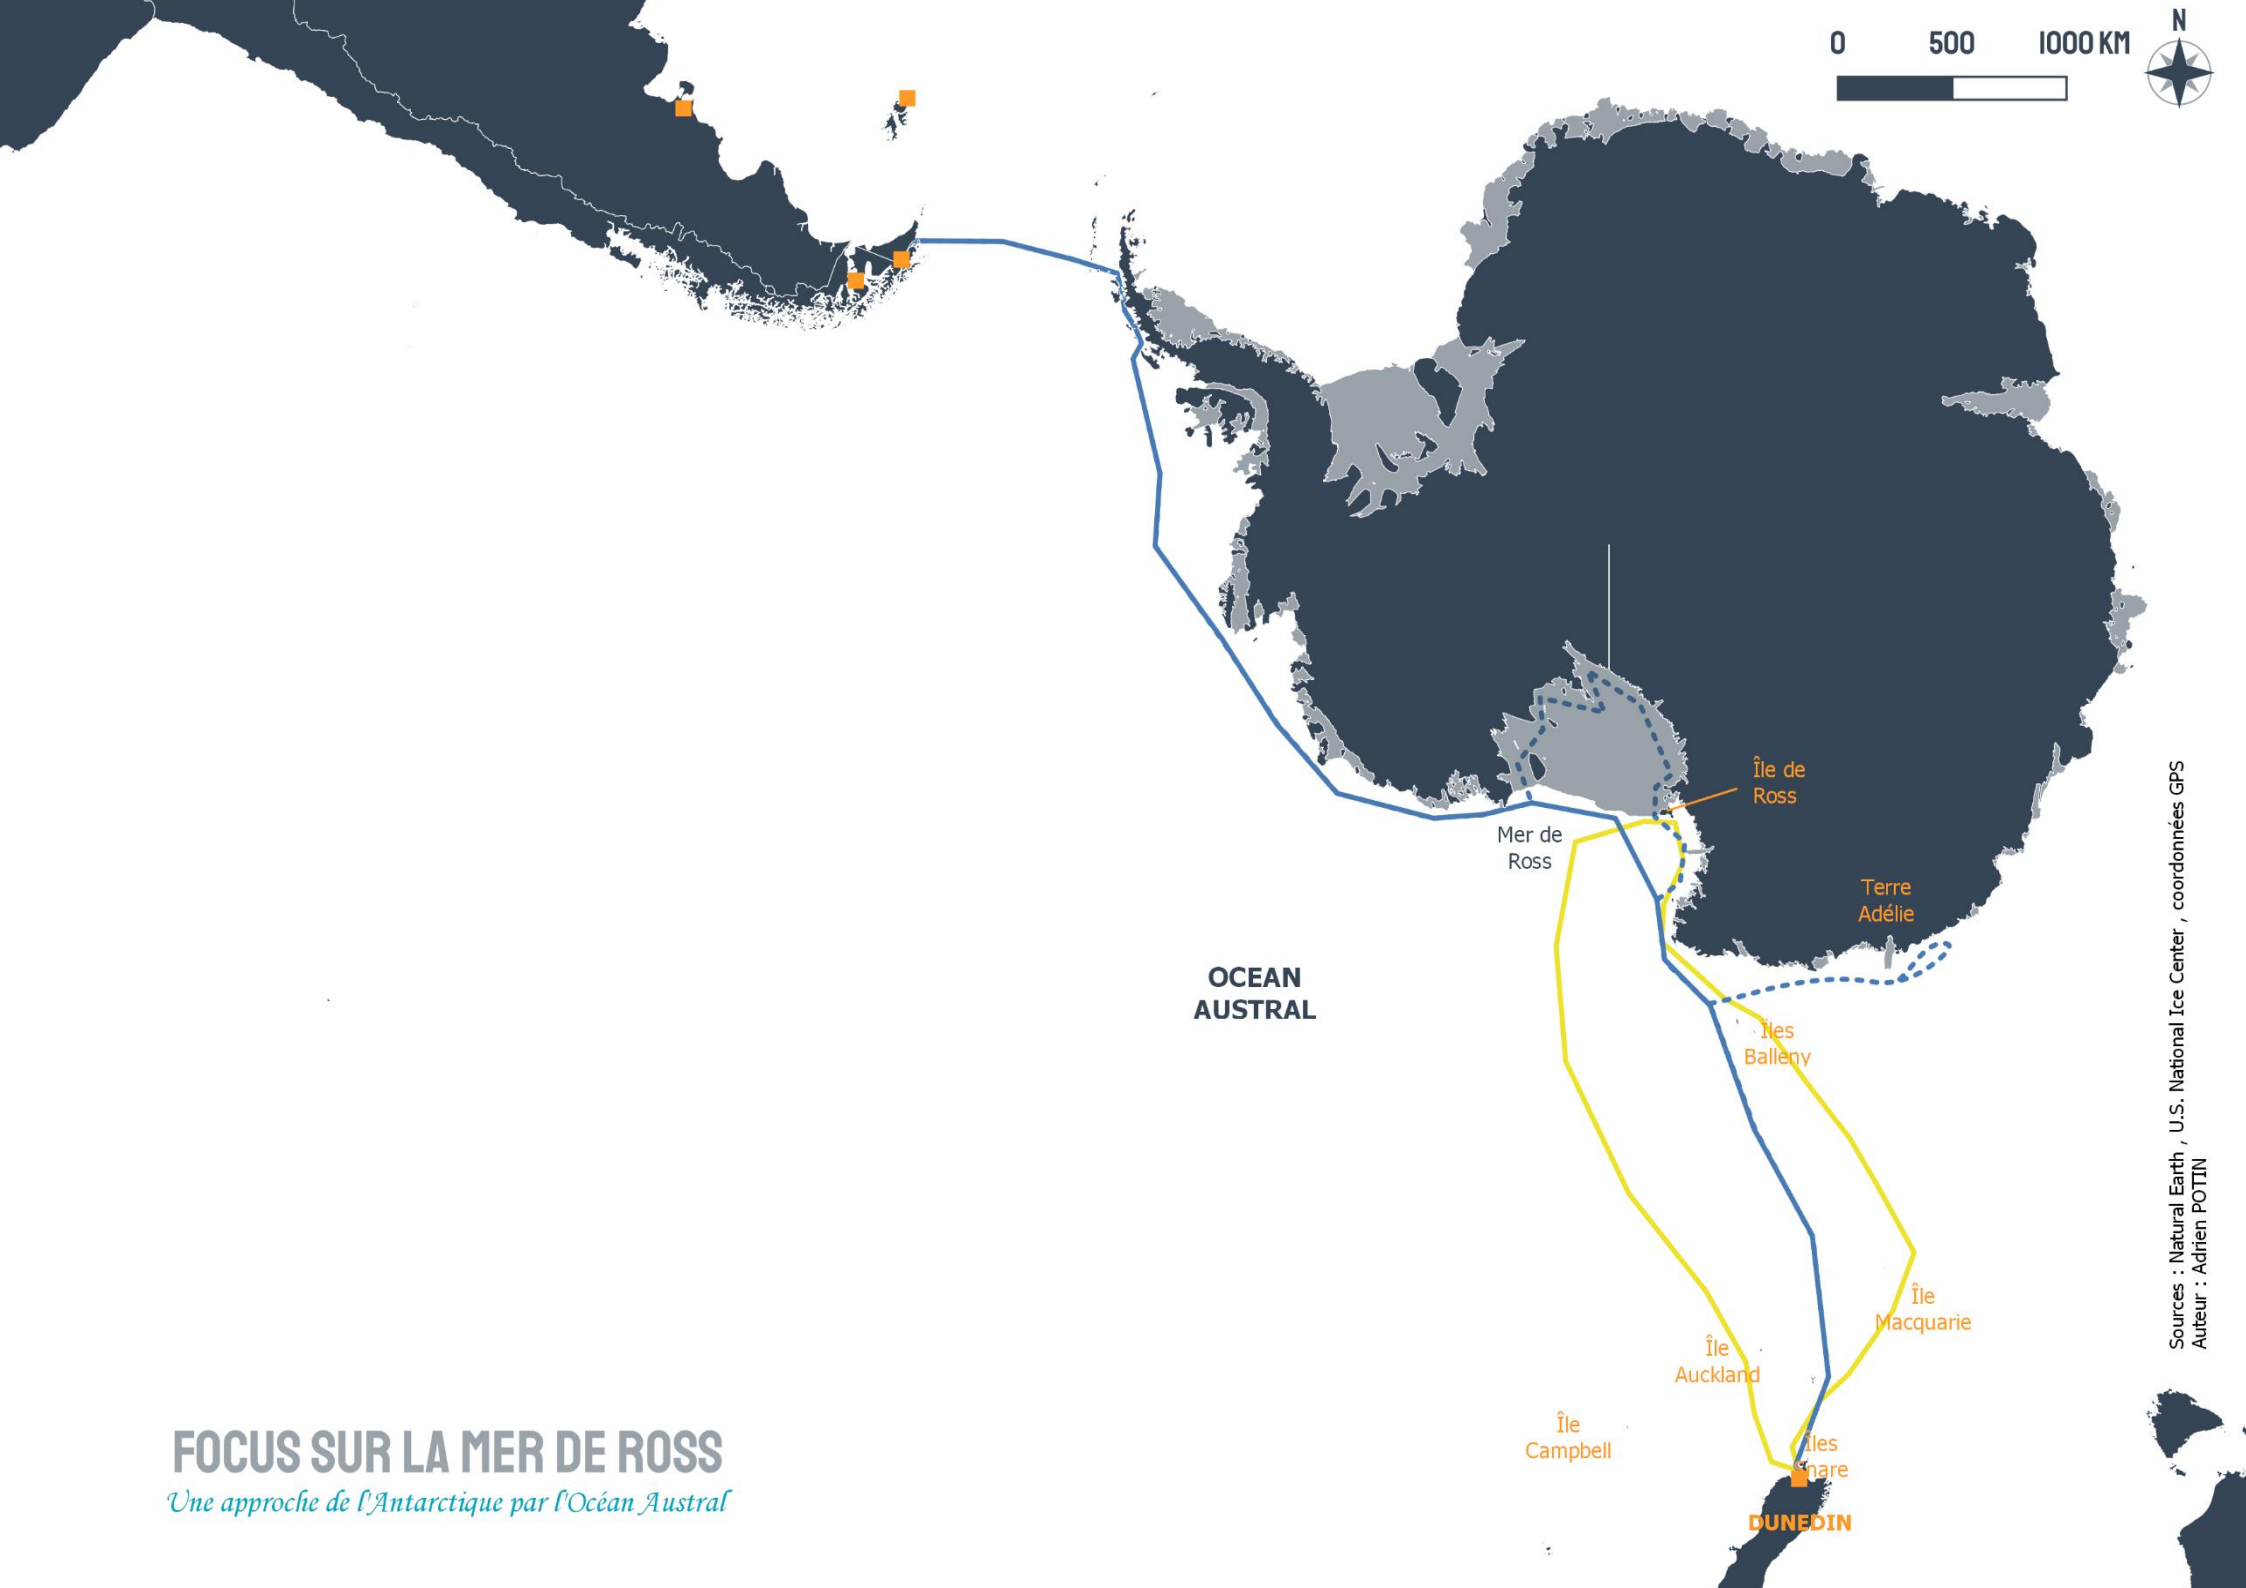 0 500 1000 KM
N
Île de
Ross
Mer de
Ross
Terre
Adélie
OCEAN
AUSTRAL
Îles
Balleny
Île
Macquarie
Île
Auckland
Île
Campbell
Îles
Snare
DUNEDIN
FOCUS SUR LA MER DE ROSS
Une approche de l'Antarctique par l'Océan Austral
Sources : Natural Earth , U.S. National Ice Center , coordonnées GPS
Auteur : Adrien POTIN